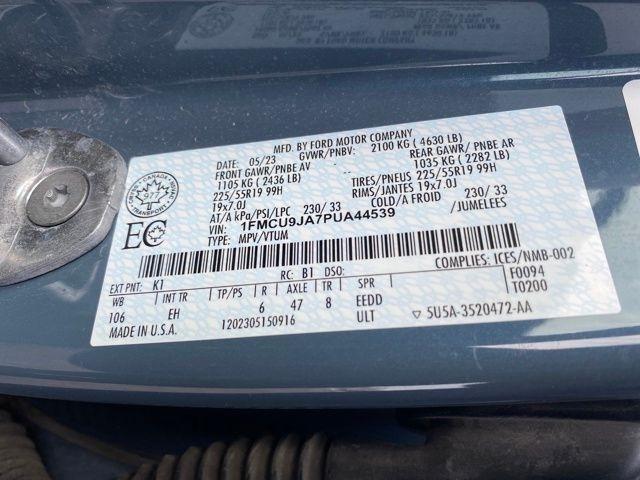 MFD. BY FORD MOTOR COMPANY
DATE: 05/23 GVWR/PNBV: 2100 KG ( 4630 LB)
FRONT GAWR/PNBE AV REAR GAWR/ PNBE AR
1105 KG ( 2436 LB) 1035 KG ( 2282 LB)
225/55R19 99H TIRES/PNEUS 225/55R19 99H
19x7.0J RIMS/JANTES 19x7.0J
AT/A kPa/PSI/LPC 230/ 33 COLD/A FROID 230/ 33
VIN: 1FMCU9JA7PUA44539 /JUMELEES
TYPE: MPV/VTUM
CANADA
TRANSPORT
977
EC
COMPLIES: ICES/NMB-002
EXT PNT: K1 RC: B1 DSO: F0094
WB INT TR TP/PS R AXLE TR SPR T0200
106 EH 6 47 8 EEDD
MADE IN U.S.A. 1202305150916 ULT ▽ 5U5A-3520472-AA